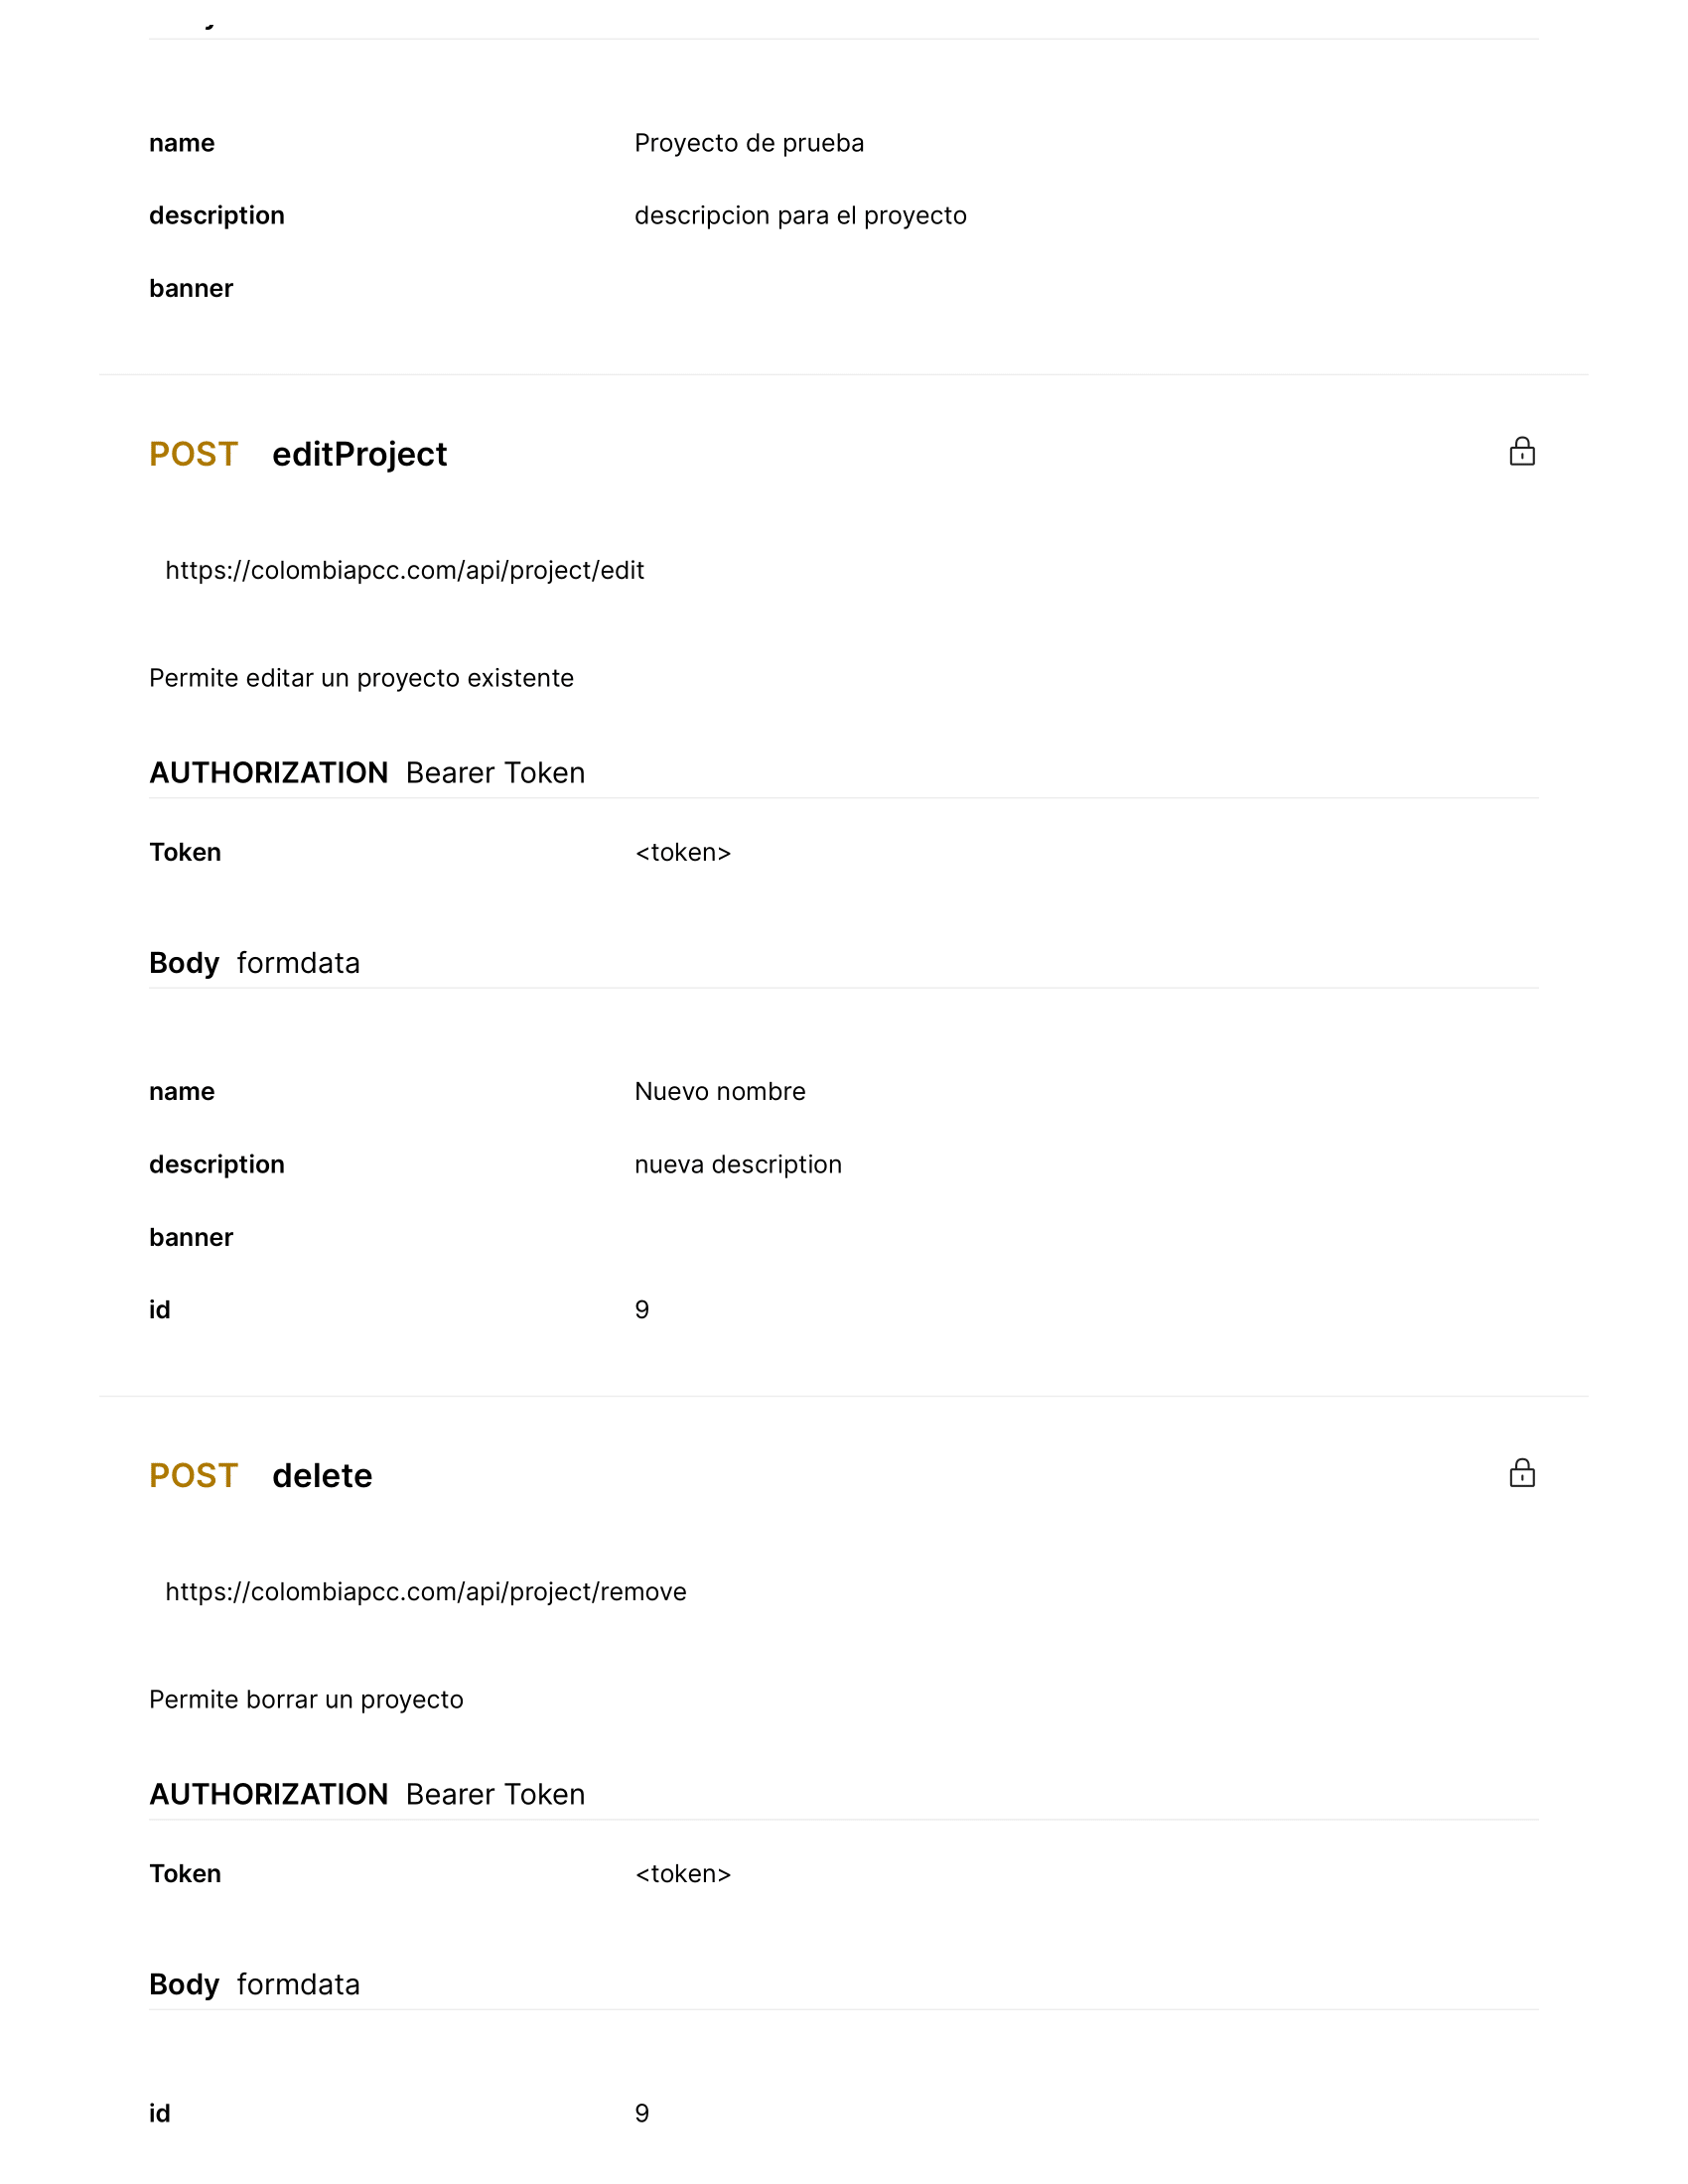 name Proyecto de prueba
description descripcion para el proyecto
banner
POST editProject
https://colombiapcc.com/api/project/edit
Permite editar un proyecto existente
AUTHORIZATION Bearer Token
Token <token>
Body formdata
name Nuevo nombre
description nueva description
banner
id 9
POST delete
https://colombiapcc.com/api/project/remove
Permite borrar un proyecto
AUTHORIZATION Bearer Token
Token <token>
Body formdata
id 9